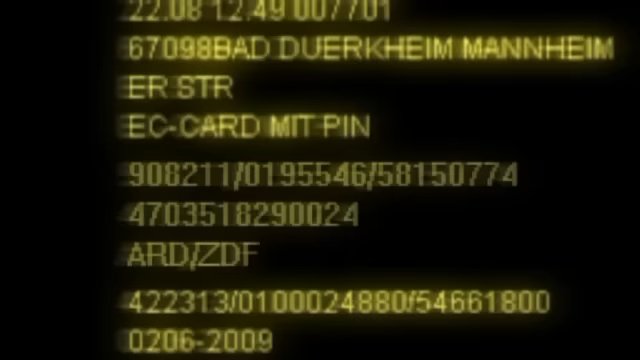 22.08 12.49 007701
67098BAD DUERKHEIM MANNHEIM
ER STR
EC-CARD MIT PIN
908211/0195546/58150774
4703518290024
ARD/ZDF
422313/0100024880/54661800
0206-2009